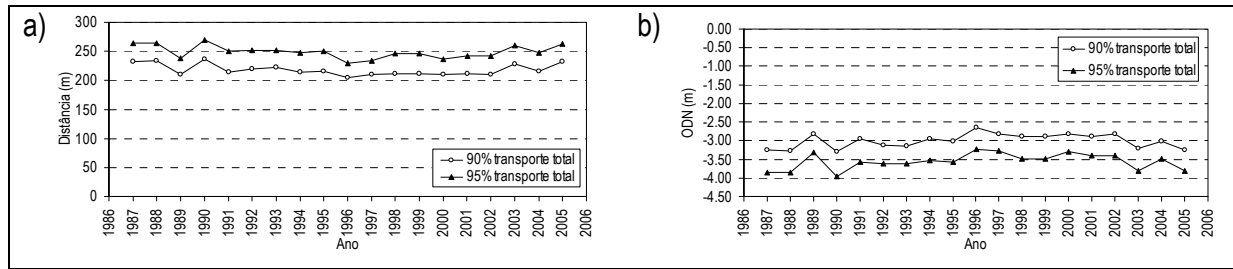 a)
300
250
200
150
100
50
0
Distância (m)
90% transporte total
95% transporte total
1986 1987 1988 1989 1990 1991 1992 1993 1994 1995 1996 1997 1998 1999 2000 2001 2002 2003 2004 2005 2006
Ano
b)
0.00
-0.50
-1.00
-1.50
-2.00
-2.50
-3.00
-3.50
-4.00
-4.50
ODN (m)
90% transporte total
95% transporte total
1986 1987 1988 1989 1990 1991 1992 1993 1994 1995 1996 1997 1998 1999 2000 2001 2002 2003 2004 2005 2006
Ano